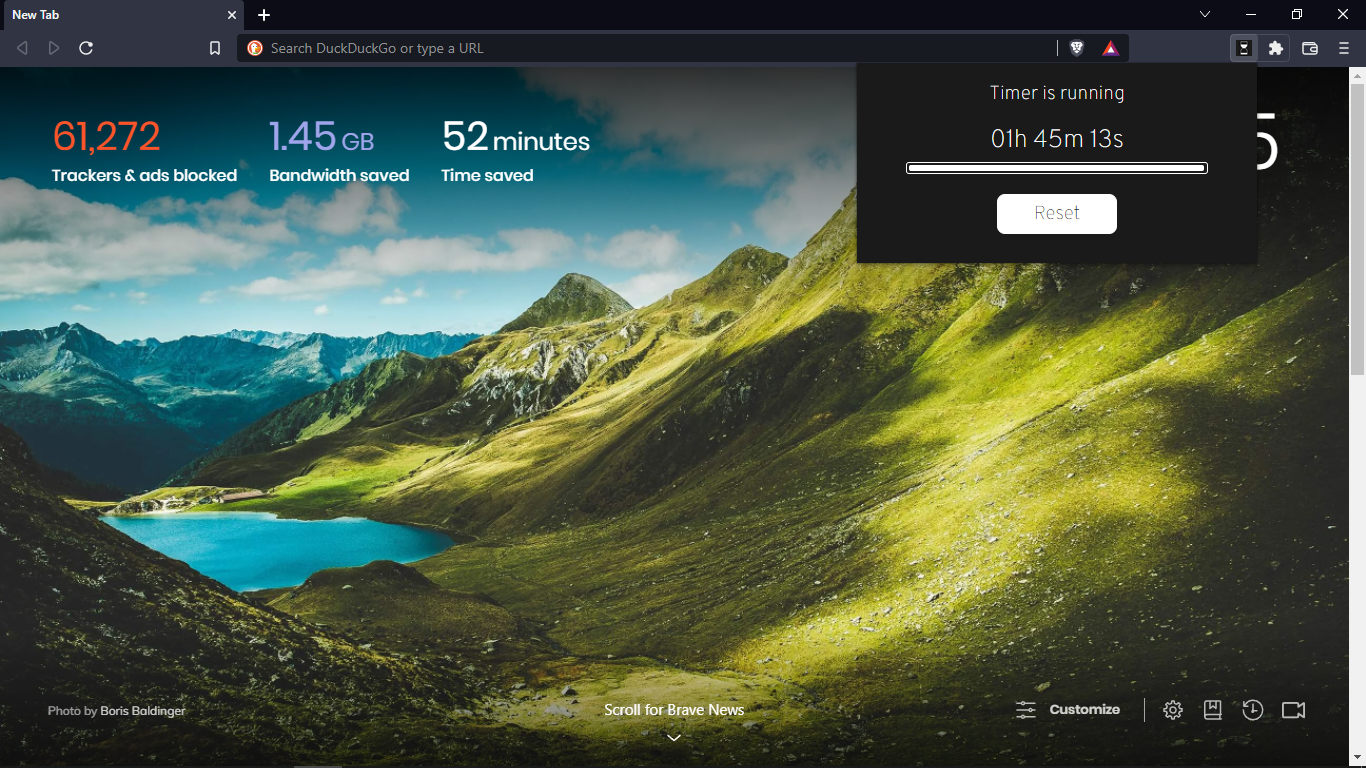 New Tab
Search DuckDuckGo or type a URL
Timer is running
01h 45m 13s
Reset
61,272
Trackers & ads blocked
1.45 GB
Bandwidth saved
52 minutes
Time saved
5
Photo by Boris Baldinger
Scroll for Brave News
Customize